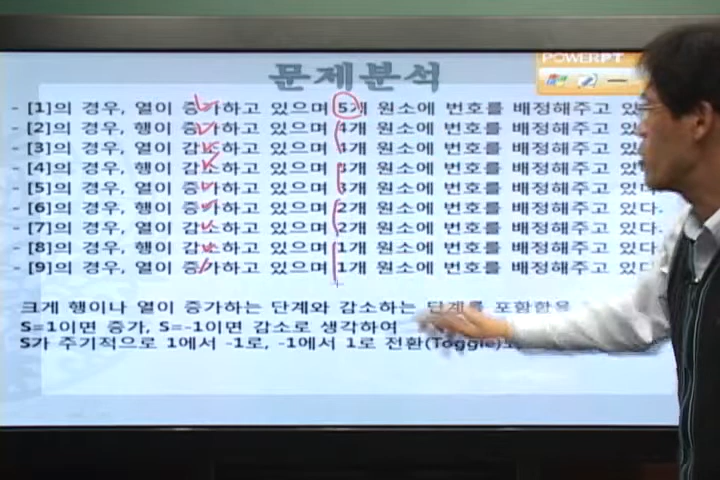 POWERPT
문제분석
- [1]의 경우, 열이 증가하고 있으며 5개 원소에 번호를 배정해주고 있
- [2]의 경우, 행이 증가하고 있으며 4개 원소에 번호를 배정해주고 있
- [3]의 경우, 열이 감소하고 있으며 4개 원소에 번호를 배정해주고 있
- [4]의 경우, 행이 감소하고 있으며 3개 원소에 번호를 배정해주고 있
- [5]의 경우, 열이 증가하고 있으며 3개 원소에 번호를 배정해주고 있다.
- [6]의 경우, 행이 증가하고 있으며 2개 원소에 번호를 배정해주고 있다.
- [7]의 경우, 열이 감소하고 있으며 2개 원소에 번호를 배정해주고 있다.
- [8]의 경우, 행이 감소하고 있으며 1개 원소에 번호를 배정해주고 있다
- [9]의 경우, 열이 증가하고 있으며 1개 원소에 번호를 배정해주고 있다
크게 행이나 열이 증가하는 단계와 감소하는 단계를 포함함을
S=1이면 증가, S=-1이면 감소로 생각하여
S가 주기적으로 1에서 -1로, -1에서 1로 전환(Toggle)